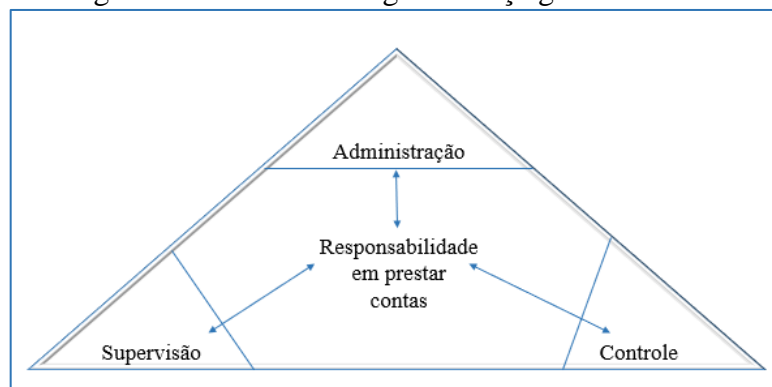 Administração
Responsabilidade
em prestar
contas
Supervisão
Controle